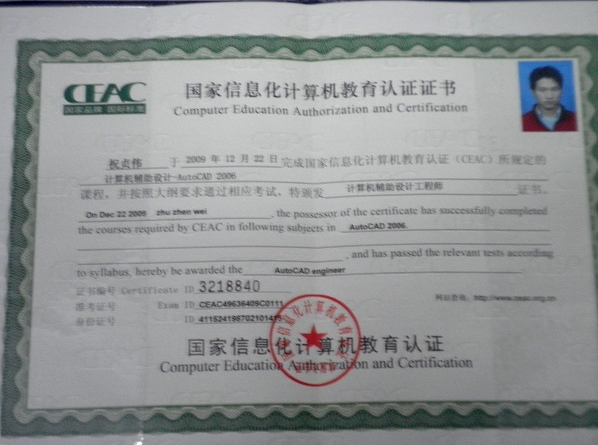 CEAC
国家品牌 国际标准
国家信息化计算机教育认证证书
Computer Education Authorization and Certification
祝贞伟 于 2009 年 12 月 22 日 完成国家信息化计算机教育认证（CEAC）所规定的
计算机辅助设计-AutoCAD 2006
课程，并按照大纲要求通过相应考试，特颁发 计算机辅助设计工程师 证书。
On Dec 22 2009 zhu zhen wei , the possessor of the certificate has successfully completed
the courses required by CEAC in following subjects in AutoCAD 2006.
, and has passed the relevant tests according
to syllabus, hereby be awarded the AutoCAD engineer
证书编号 Certificate ID 3218840
准考证号 Exam ID CEAC49636409C0111
网站查询: http://www.ceac.org.cn
身份证号 ID
国家信息化计算机教育认证
Computer Education Authorization and Certification